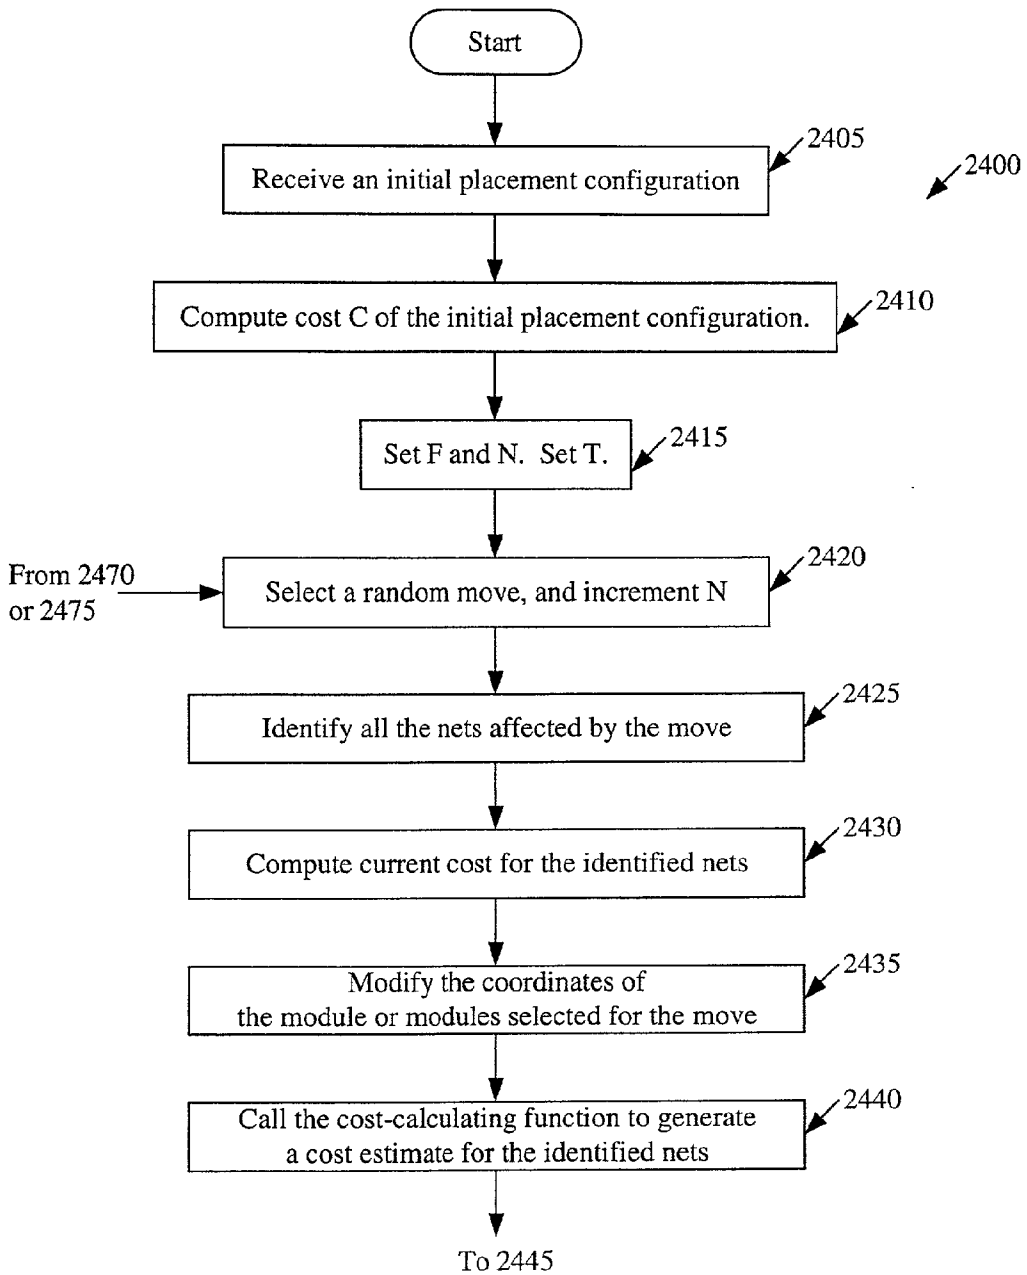 Start
2405
2400
Receive an initial placement configuration
2410
Compute cost C of the initial placement configuration.
2415
Set F and N.  Set T.
2420
From 2470
or 2475
Select a random move, and increment N
2425
Identify all the nets affected by the move
2430
Compute current cost for the identified nets
2435
Modify the coordinates of
the module or modules selected for the move
2440
Call the cost-calculating function to generate
a cost estimate for the identified nets
To 2445